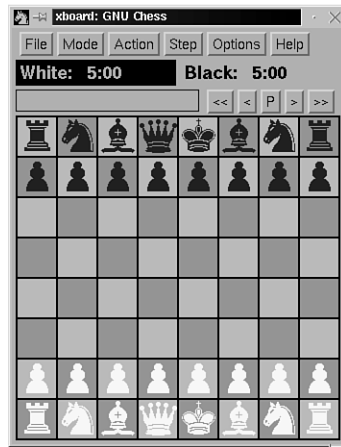 xboard: GNU Chess
File Mode Action Step Options Help
White: 5:00 Black: 5:00
<< < P > >>